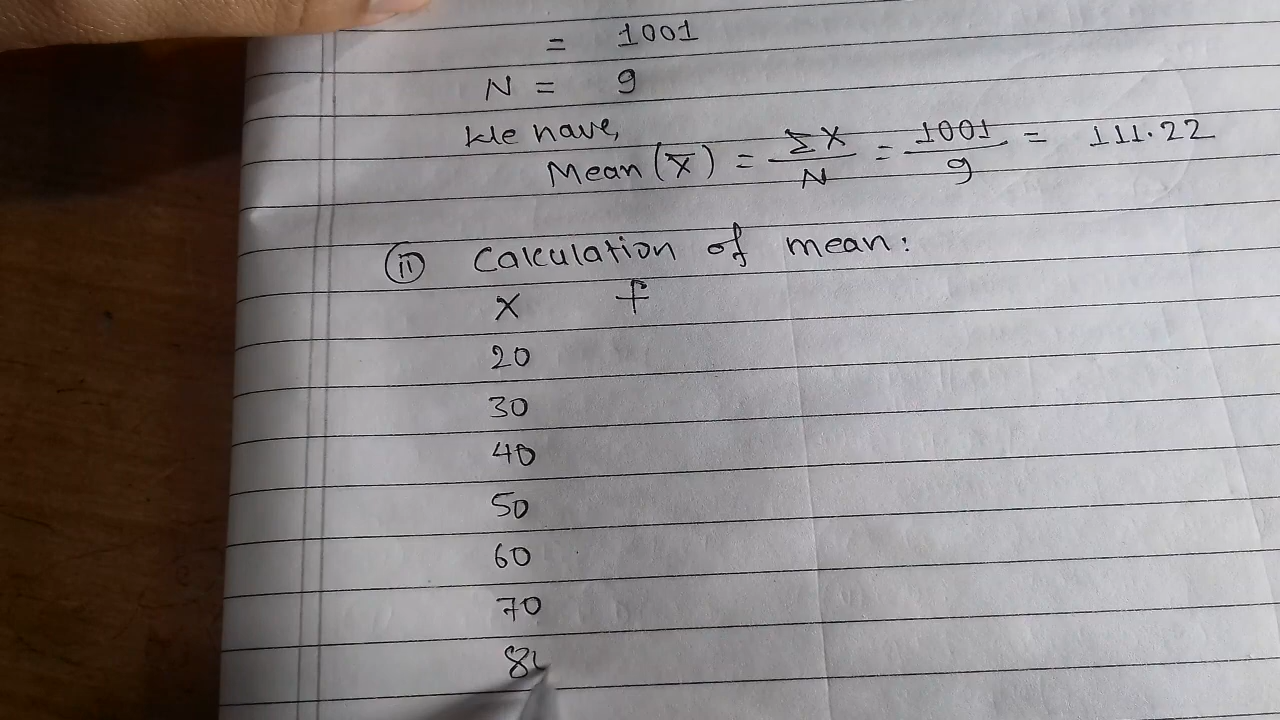 = 1001
N = 9
We have,
Mean (X̅) = ΣX/N = 1001/9 = 111.22
(ii) Calculation of mean:
X f
20
30
40
50
60
70
8